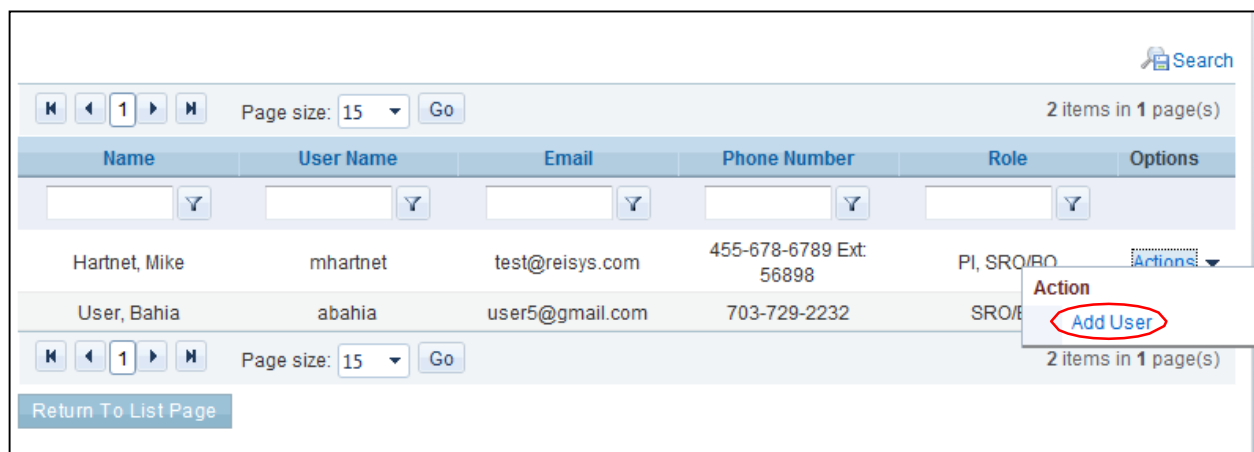 Search
1 Page size: 15 Go 2 items in 1 page(s)
Name User Name Email Phone Number Role Options
Hartnet, Mike mhartnet test@reisys.com 455-678-6789 Ext: 56898 PI, SRO/BO Actions
Action
User, Bahia abahia user5@gmail.com 703-729-2232 Add User
1 Page size: 15 Go 2 items in 1 page(s)
Return To List Page